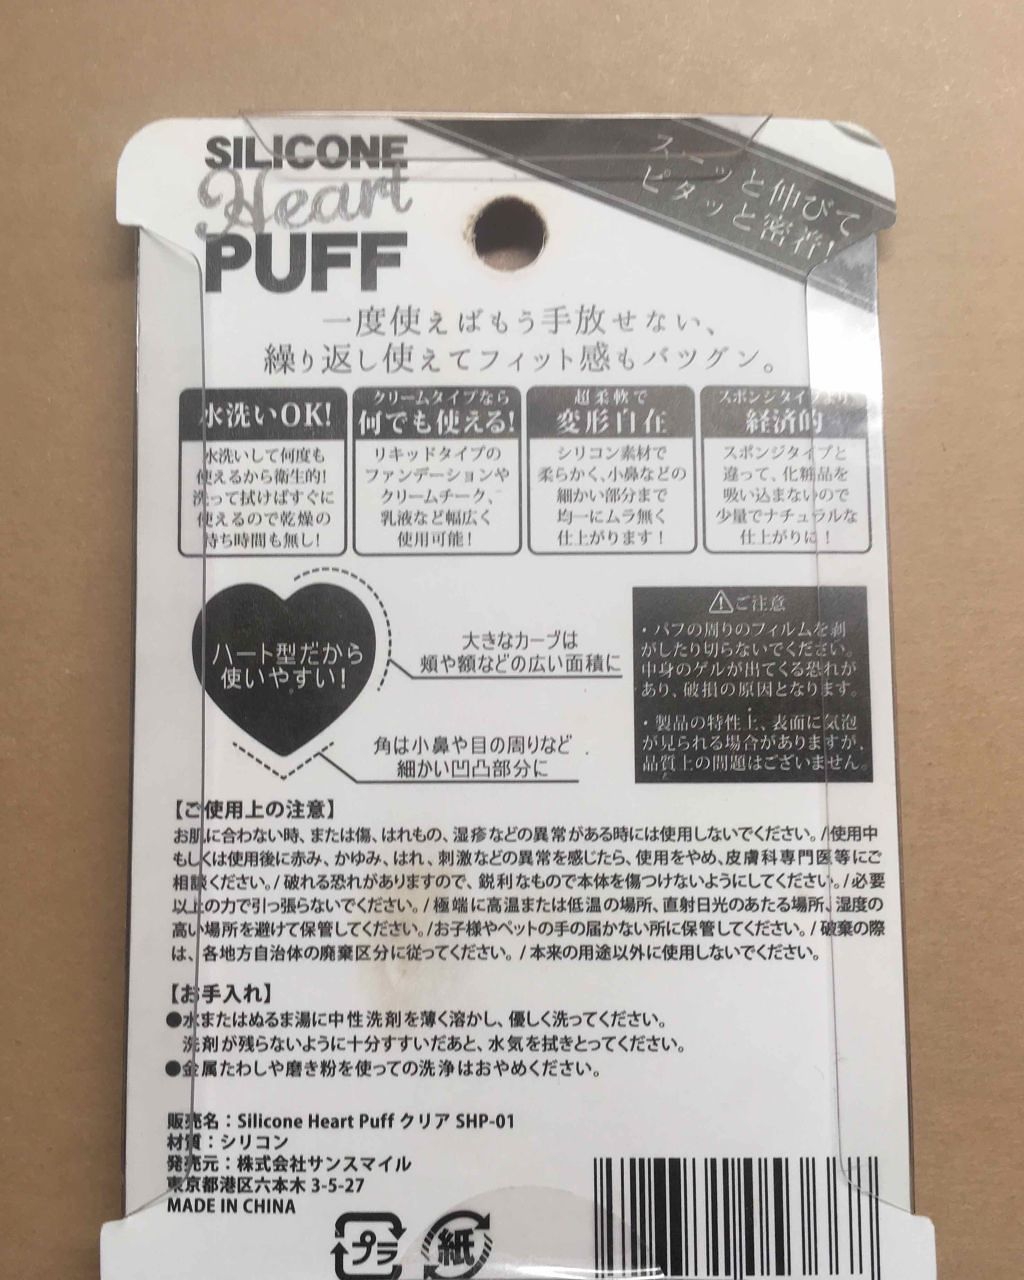 SILICONE
Heart
PUFF
スーッと伸びて
ピタッと密着!
一度使えばもう手放せない、
繰り返し使えてフィット感もバツグン。
水洗いOK!
水洗いして何度も
使えるから衛生的!
洗って拭けばすぐに
使えるので乾燥の
待ち時間も無し!
クリームタイプなら
何でも使える!
リキッドタイプの
ファンデーションや
クリームチーク、
乳液など幅広く
使用可能!
超柔軟で
変形自在
シリコン素材で
柔らかく、小鼻などの
細かい部分まで
均一にムラ無く
仕上がります!
スポンジタイプより
経済的
スポンジタイプと
違って、化粧品を
吸い込まないので
少量でナチュラルな
仕上がりに!
ハート型だから
使いやすい!
大きなカーブは
頬や額などの広い面積に
角は小鼻や目の周りなど
細かい凹凸部分に
⚠ご注意
・パフの周りのフィルムを剥
がしたり切らないでください。
中身のゲルが出てくる恐れが
あり、破損の原因となります。
・製品の特性上、表面に気泡
が見られる場合がありますが、
品質上の問題はございません。
【ご使用上の注意】
お肌に合わない時、または傷、はれもの、湿疹などの異常がある時には使用しないでください。/使用中
もしくは使用後に赤み、かゆみ、はれ、刺激などの異常を感じたら、使用をやめ、皮膚科専門医等にご
相談ください。/破れる恐れがありますので、鋭利なもので本体を傷つけないようにしてください。/必要
以上の力で引っ張らないでください。/極端に高温または低温の場所、直射日光のあたる場所、湿度の
高い場所を避けて保管してください。/お子様やペットの手の届かない所に保管してください。/破棄の際
は、各地方自治体の廃棄区分に従ってください。/本来の用途以外に使用しないでください。
【お手入れ】
●水またはぬるま湯に中性洗剤を薄く溶かし、優しく洗ってください。
洗剤が残らないように十分すすいだあと、水気を拭きとってください。
●金属たわしや磨き粉を使っての洗浄はおやめください。
販売名:Silicone Heart Puff クリア SHP-01
材質:シリコン
発売元:株式会社サンスマイル
東京都港区六本木 3-5-27
MADE IN CHINA
プラ
紙